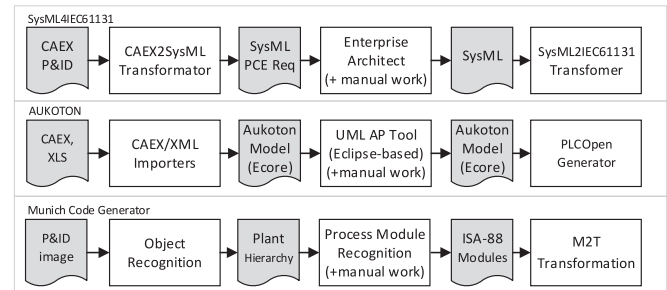 SysML4IEC61131
CAEX
P&ID
CAEX2SysML
Transformator
SysML
PCE Req
Enterprise
Architect
(+ manual work)
SysML
SysML2IEC61131
Transfomer
AUKOTON
CAEX,
XLS
CAEX/XML
Importers
Aukoton
Model
(Ecore)
UML AP Tool
(Eclipse-based)
(+manual work)
Aukoton
Model
(Ecore)
PLCOpen
Generator
Munich Code Generator
P&ID
image
Object
Recognition
Plant
Hierarchy
Process Module
Recognition
(+manual work)
ISA-88
Modules
M2T
Transformation